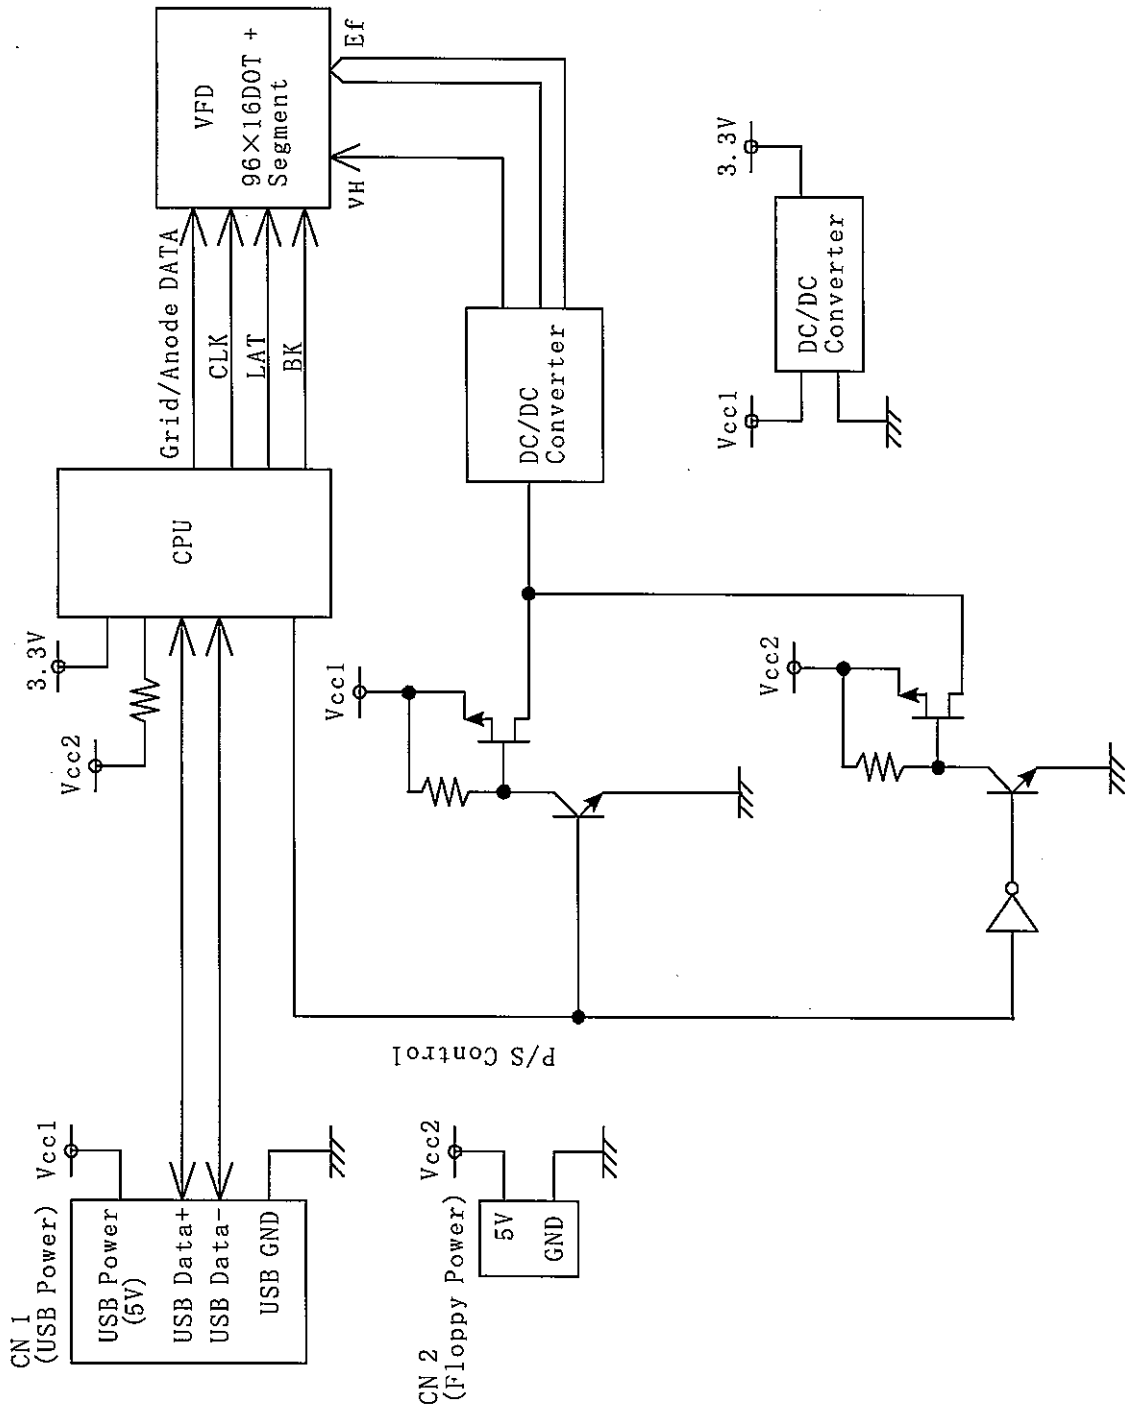 CN 1
(USB Power)
USB Power
(5V)
USB Data+
USB Data-
USB GND
Vcc1
Vcc2
3.3V
CPU
Grid/Anode DATA
CLK
LAT
BK
VFD
96×16DOT +
Segment
VH
Ef
CN 2
(Floppy Power)
5V
GND
Vcc2
P/S Control
Vcc1
Vcc2
DC/DC
Converter
Vcc1
DC/DC
Converter
3.3V